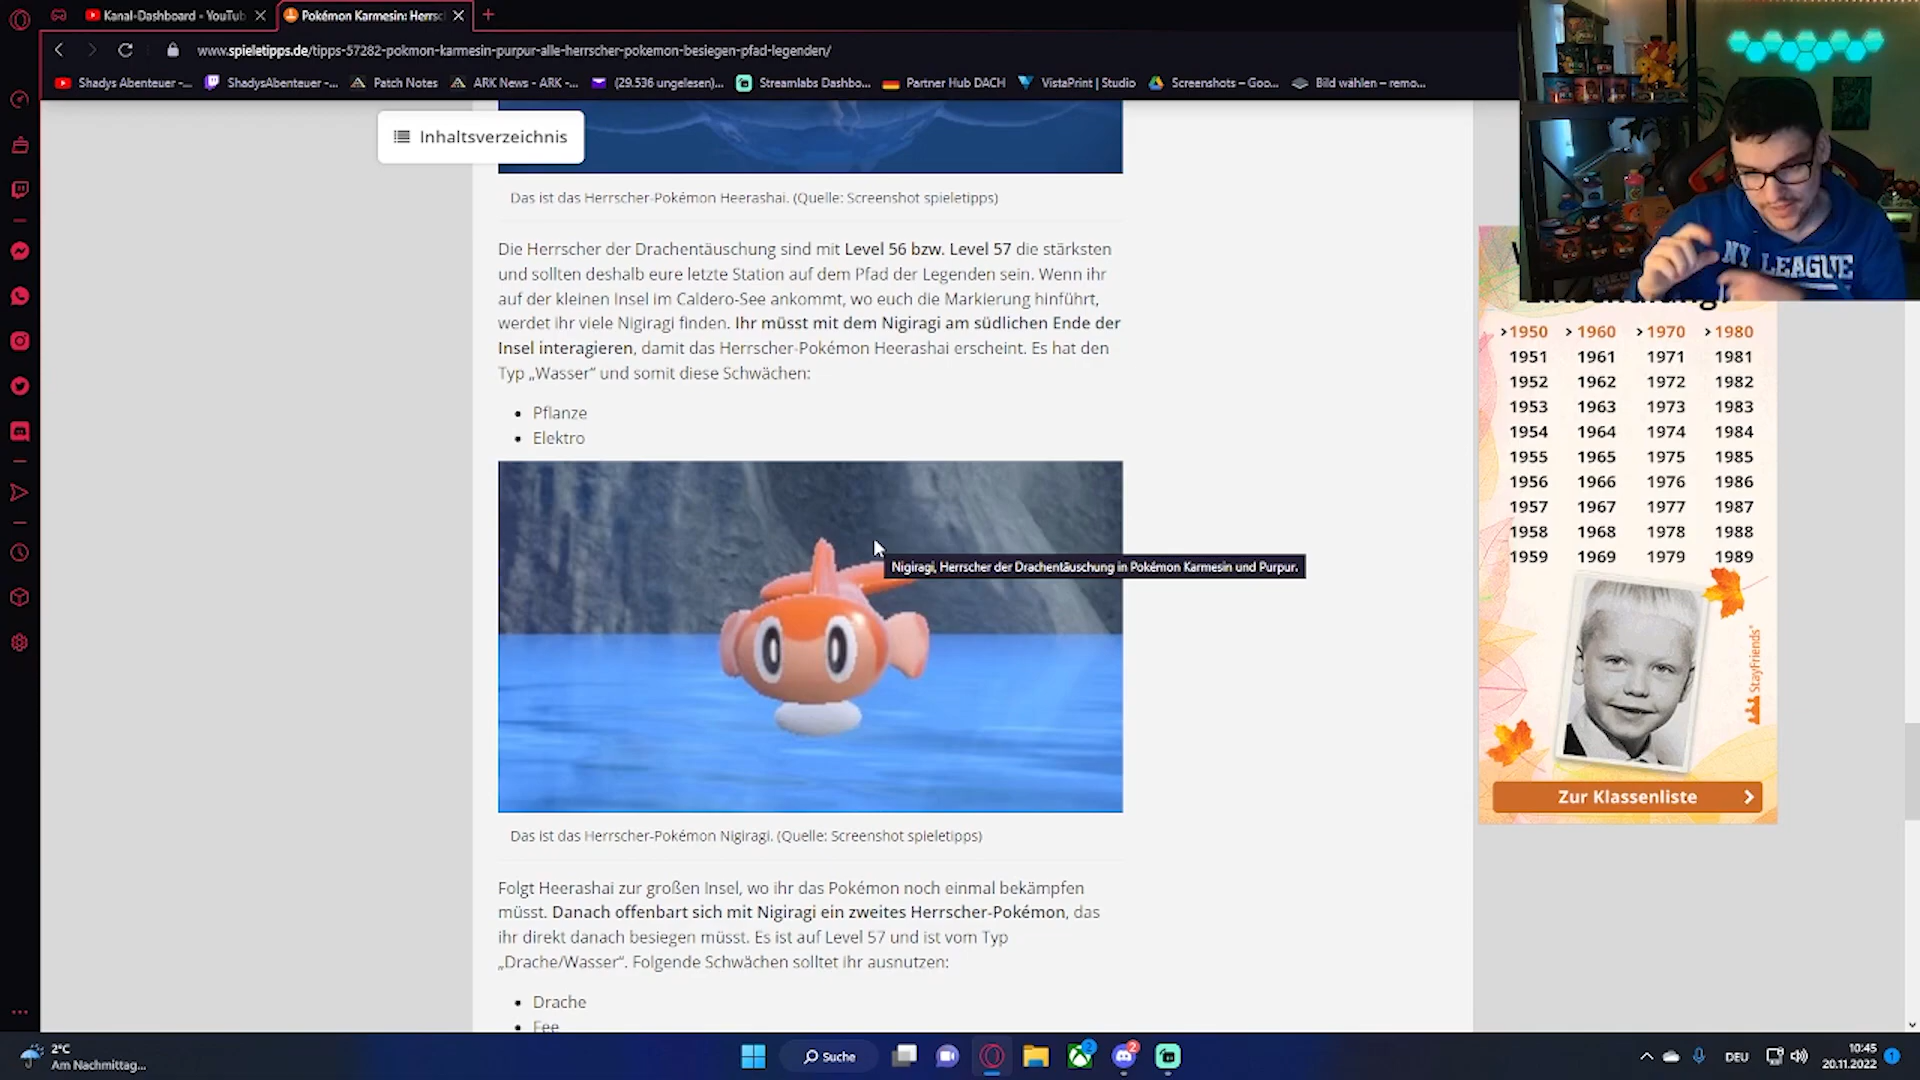 Kanal-Dashboard - YouTub
Pokémon Karmesin: Herrsc
www.spieletipps.de/tipps-57282-pokmon-karmesin-purpur-alle-herrscher-pokemon-besiegen-pfad-legenden/
Shadys Abenteuer -...
ShadysAbenteuer -...
Patch Notes
ARK News - ARK -...
(29.536 ungelesen)...
Streamlabs Dashbo...
Partner Hub DACH
VistaPrint | Studio
Screenshots – Goo...
Bild wählen – remo...
Inhaltsverzeichnis
Das ist das Herrscher-Pokémon Heerashai. (Quelle: Screenshot spieletipps)
Die Herrscher der Drachentäuschung sind mit Level 56 bzw. Level 57 die stärksten
und sollten deshalb eure letzte Station auf dem Pfad der Legenden sein. Wenn ihr
auf der kleinen Insel im Caldero-See ankommt, wo euch die Markierung hinführt,
werdet ihr viele Nigiragi finden. Ihr müsst mit dem Nigiragi am südlichen Ende der
Insel interagieren, damit das Herrscher-Pokémon Heerashai erscheint. Es hat den
Typ „Wasser“ und somit diese Schwächen:
• Pflanze
• Elektro
Nigiragi, Herrscher der Drachentäuschung in Pokémon Karmesin und Purpur.
Das ist das Herrscher-Pokémon Nigiragi. (Quelle: Screenshot spieletipps)
Folgt Heerashai zur großen Insel, wo ihr das Pokémon noch einmal bekämpfen
müsst. Danach offenbart sich mit Nigiragi ein zweites Herrscher-Pokémon, das
ihr direkt danach besiegen müsst. Es ist auf Level 57 und ist vom Typ
„Drache/Wasser“. Folgende Schwächen solltet ihr ausnutzen:
• Drache
• Fee
NY LEAGUE
> 1950 > 1960 > 1970 > 1980
1951 1961 1971 1981
1952 1962 1972 1982
1953 1963 1973 1983
1954 1964 1974 1984
1955 1965 1975 1985
1956 1966 1976 1986
1957 1967 1977 1987
1958 1968 1978 1988
1959 1969 1979 1989
StayFriends®
Zur Klassenliste
2°C
Am Nachmittag...
Suche
2
2
DEU
10:45
20.11.2022
1